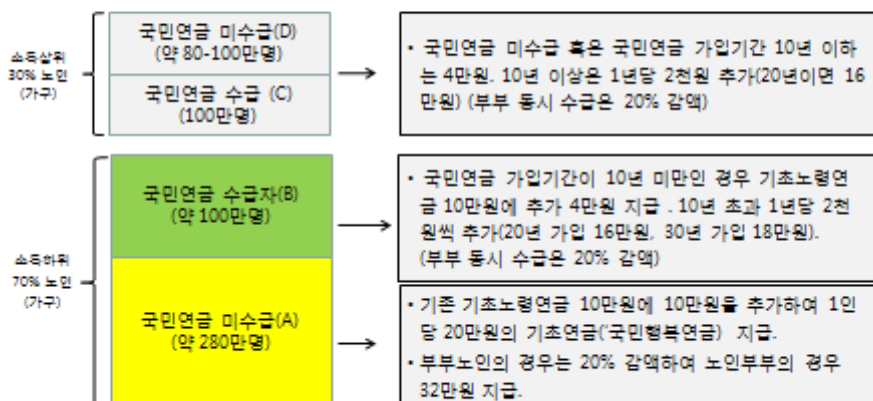 소득상위
30% 노인
(가구)
국민연금 미수급(D)
(약 80-100만명)
국민연금 수급 (C)
(100만명)
• 국민연금 미수급 혹은 국민연금 가입기간 10년 이하
는 4만원. 10년 이상은 1년당 2천원 추가(20년이면 16
만원) (부부 동시 수급은 20% 감액)
소득하위
70% 노인
(가구)
국민연금 수급자(B)
(약 100만명)
• 국민연금 가입기간이 10년 미만인 경우 기초노령연
금 10만원에 추가 4만원 지급 . 10년 초과 1년당 2천
원씩 추가(20년 가입 16만원, 30년 가입 18만원).
(부부 동시 수급은 20% 감액)
국민연금 미수급(A)
(약 280만명)
• 기존 기초노령연금 10만원에 10만원을 추가하여 1인
당 20만원의 기초연금('국민행복연금) 지급.
• 부부노인의 경우는 20% 감액하여 노인부부의 경우
32만원 지급.